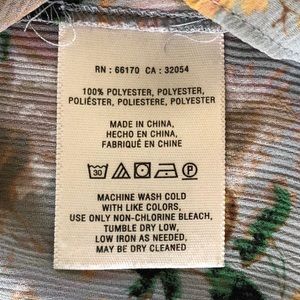 RN : 66170 CA : 32054
100% POLYESTER, POLYESTER,
POLIÉSTER, POLIESTERE, POLYESTER
MADE IN CHINA,
HECHO EN CHINA,
FABRIQUÉ EN CHINE
30
P
MACHINE WASH COLD
WITH LIKE COLORS,
USE ONLY NON-CHLORINE BLEACH,
TUMBLE DRY LOW,
LOW IRON AS NEEDED,
MAY BE DRY CLEANED